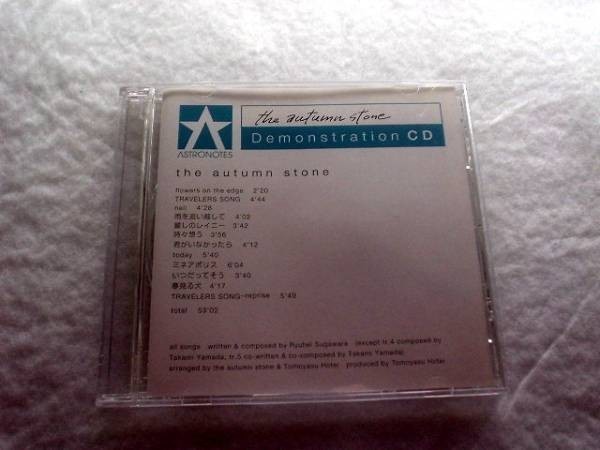 the autumn stone
Demonstration CD
ASTRONOTES
the autumn stone
flowers on the edge 2'20
TRAVELERS SONG 4'44
nail 4'28
雨を追い越して 4'02
麗しのレイニー 3'42
時々想う 3'56
君がいなかったら 4'12
today 5'40
ミネアポリス 6'04
いつだってそう 3'40
夢見る犬 4'17
TRAVELERS SONG-reprise 5'49
total 53'02
all songs written & composed by Ryuhei Sugawara (except tr.4 composed by
Takami Yamada, tr.5 co-written & co-composed by Takami Yamada)
arranged by the autumn stone & Tomoyasu Hotei produced by Tomoyasu Hotei